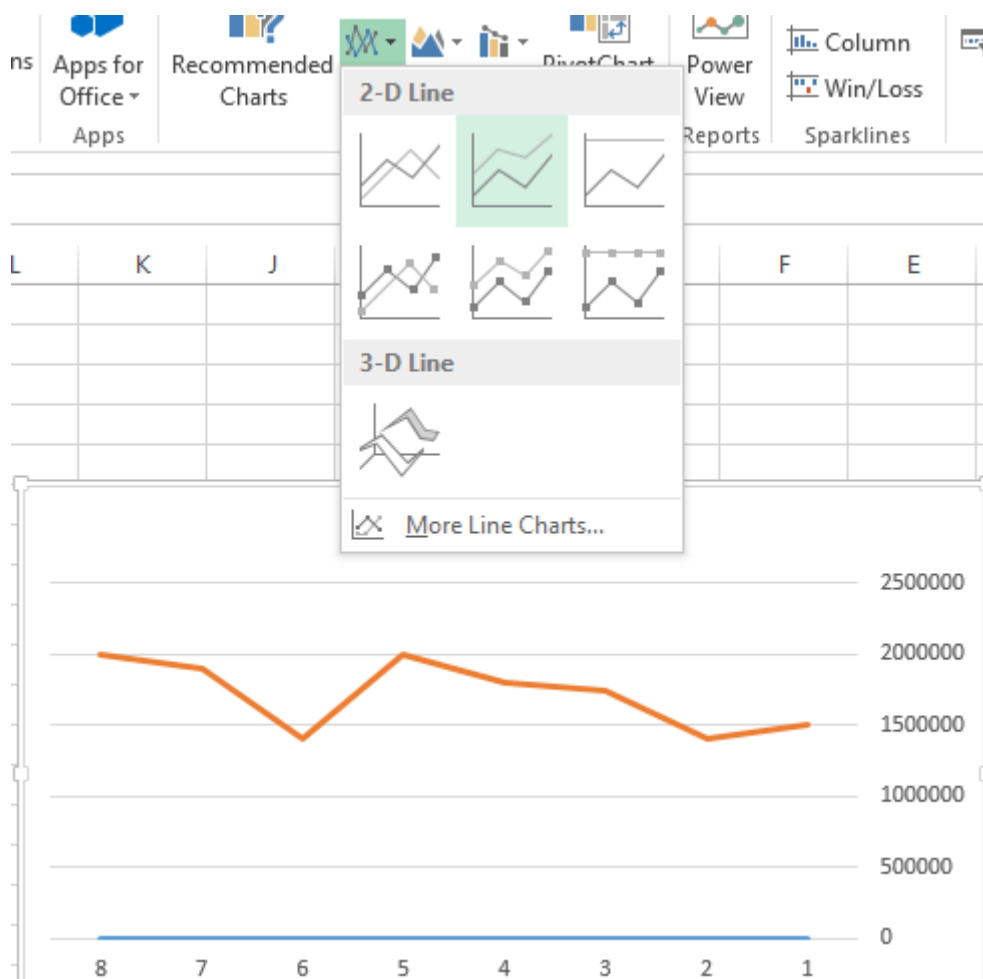 ns
Apps for
Office
Apps
Recommended
Charts
PivotChart
Power
View
Reports
Column
Win/Loss
Sparklines
2-D Line
3-D Line
More Line Charts...
L K J F E
2500000
2000000
1500000
1000000
500000
0
8 7 6 5 4 3 2 1